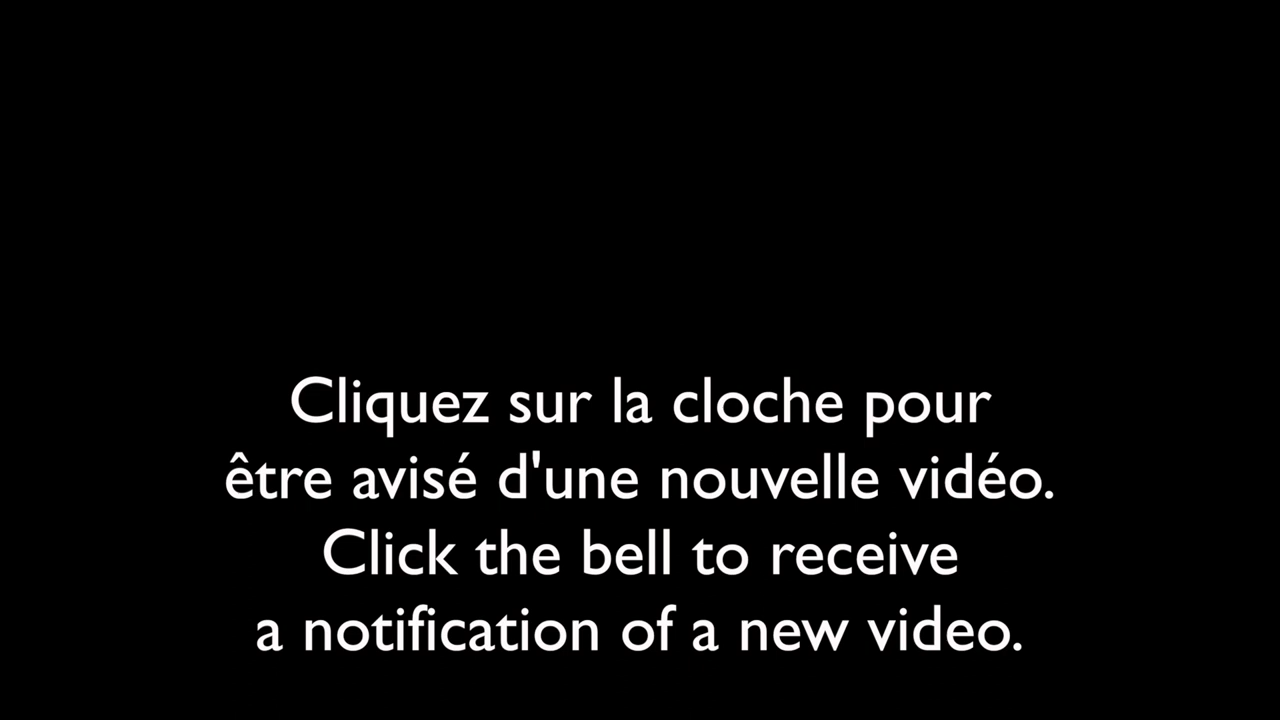 Cliquez sur la cloche pour
être avisé d'une nouvelle vidéo.
Click the bell to receive
a notification of a new video.